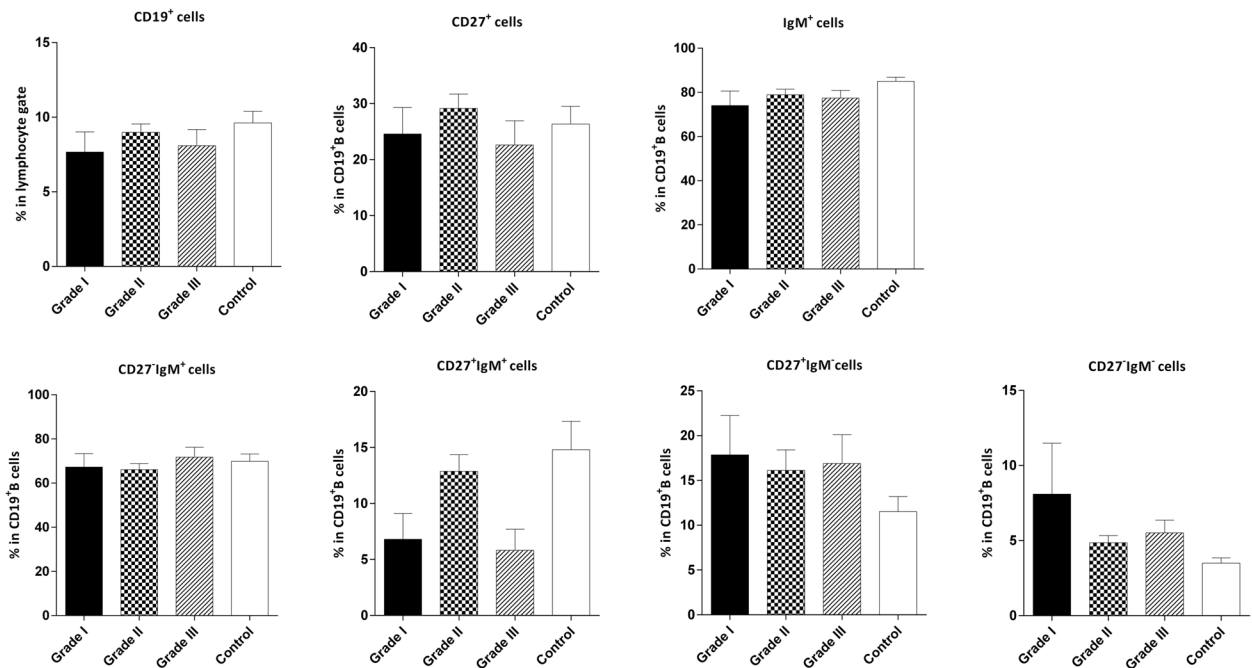 CD19⁺ cells
% in lymphocyte gate
15
10
5
0
Grade I
Grade II
Grade III
Control
CD27⁺ cells
% in CD19⁺B cells
40
30
20
10
0
Grade I
Grade II
Grade III
Control
IgM⁺ cells
% in CD19⁺B cells
100
80
60
40
20
0
Grade I
Grade II
Grade III
Control
CD27⁻IgM⁺ cells
% in CD19⁺B cells
100
80
60
40
20
0
Grade I
Grade II
Grade III
Control
CD27⁺IgM⁺ cells
% in CD19⁺B cells
20
15
10
5
0
Grade I
Grade II
Grade III
Control
CD27⁺IgM⁻cells
% in CD19⁺B cells
25
20
15
10
5
0
Grade I
Grade II
Grade III
Control
CD27⁻IgM⁻ cells
% in CD19⁺B cells
15
10
5
0
Grade I
Grade II
Grade III
Control